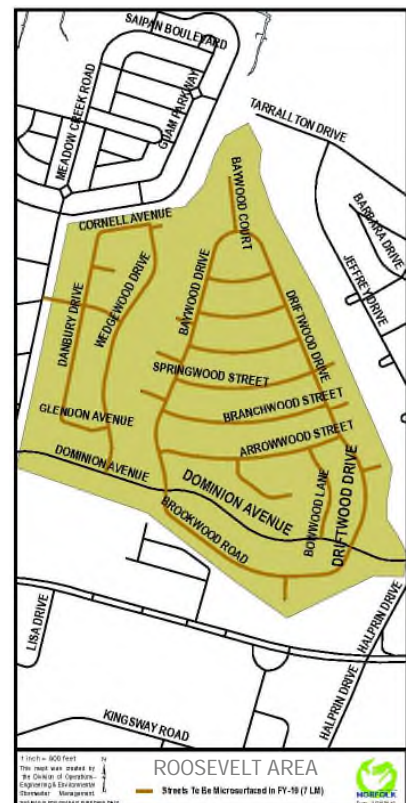 SAIPAN BOULEVARD
MEADOW CREEK ROAD
GUAM PARKWAY
TARRALLTON DRIVE
BARBARA DRIVE
JEFFREY DRIVE
BAYWOOD COURT
CORNELL AVENUE
WEDGEWOOD DRIVE
BAYWOOD DRIVE
DANBURY DRIVE
DRIFTWOOD DRIVE
SPRINGWOOD STREET
BRANCHWOOD STREET
GLENDON AVENUE
ARROWWOOD STREET
DOMINION AVENUE
DOMINION AVENUE
BOWWOOD LANE
DRIFTWOOD DRIVE
BROOKWOOD ROAD
LISA DRIVE
HALPRIN DRIVE
HALPRIN DRIVE
KINGSWAY ROAD
1 inch = 800 feet
N
This map was created by
the Division of Operations-
Engineering & Environmental
Stormwater Management.
ROOSEVELT AREA
Streets To Be Microsurfaced in FY-19 (7 LM)
NORFOLK